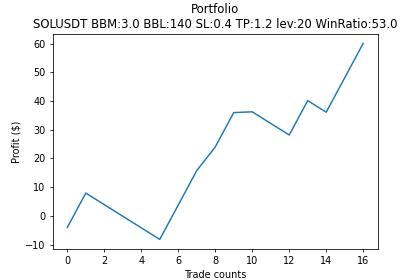 Portfolio
SOLUSDT BBM:3.0 BBL:140 SL:0.4 TP:1.2 lev:20 WinRatio:53.0
Profit ($)
60
50
40
30
20
10
0
−10
0 2 4 6 8 10 12 14 16
Trade counts